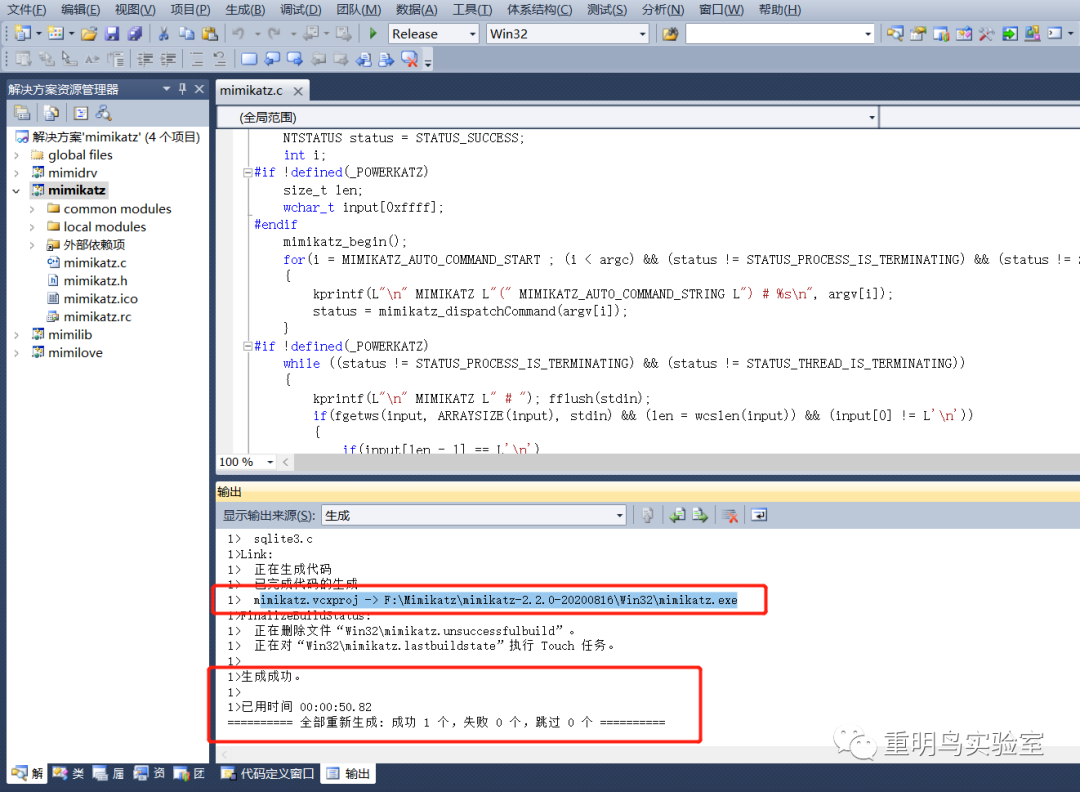 文件(F) 编辑(E) 视图(V) 项目(P) 生成(B) 调试(D) 团队(M) 数据(A) 工具(T) 体系结构(C) 测试(S) 分析(N) 窗口(W) 帮助(H)
Release Win32
解决方案资源管理器
解决方案'mimikatz' (4 个项目)
global files
mimidrv
mimikatz
common modules
local modules
外部依赖项
mimikatz.c
mimikatz.h
mimikatz.ico
mimikatz.rc
mimilib
mimilove
mimikatz.c
(全局范围)
NTSTATUS status = STATUS_SUCCESS;
int i;
#if !defined(_POWERKATZ)
size_t len;
wchar_t input[0xffff];
#endif
mimikatz_begin();
for(i = MIMIKATZ_AUTO_COMMAND_START ; (i < argc) && (status != STATUS_PROCESS_IS_TERMINATING) && (status !=
{
kprintf(L"\n" MIMIKATZ L"(" MIMIKATZ_AUTO_COMMAND_STRING L") # %s\n", argv[i]);
status = mimikatz_dispatchCommand(argv[i]);
}
#if !defined(_POWERKATZ)
while ((status != STATUS_PROCESS_IS_TERMINATING) && (status != STATUS_THREAD_IS_TERMINATING))
{
kprintf(L"\n" MIMIKATZ L" # "); fflush(stdin);
if(fgetws(input, ARRAYSIZE(input), stdin) && (len = wcslen(input)) && (input[0] != L'\n'))
{
if(input[len - 1] == L'\n')
100 %
输出
显示输出来源(S): 生成
1> sqlite3.c
1>Link:
1> 正在生成代码
1> 已完成代码的生成
1> mimikatz.vcxproj -> F:\Mimikatz\mimikatz-2.2.0-20200816\Win32\mimikatz.exe
1>FinalizeBuildStatus:
1> 正在删除文件“Win32\mimikatz.unsuccessfulbuild”。
1> 正在对“Win32\mimikatz.lastbuildstate”执行 Touch 任务。
1>
1>生成成功。
1>
1>已用时间 00:00:50.82
========== 全部重新生成: 成功 1 个，失败 0 个，跳过 0 个 ==========
重明鸟实验室
解 类 属 资 团 代码定义窗口 输出